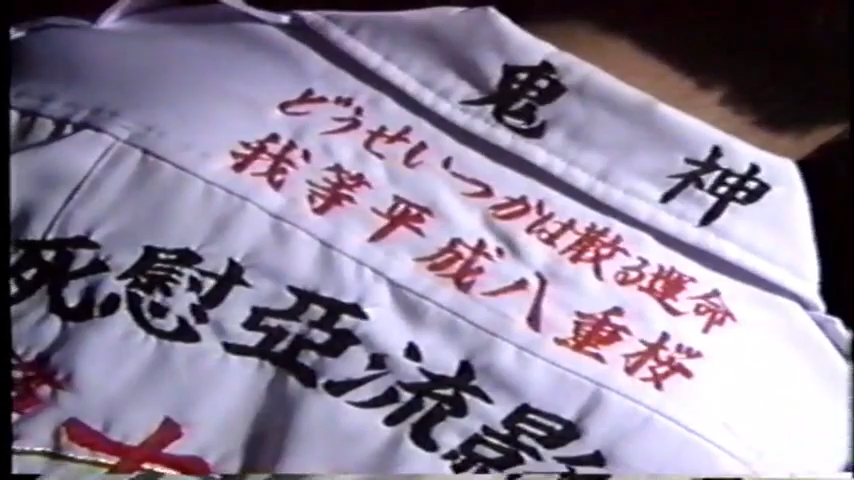 鬼神
どうせいつかは散る運命
我等平成八重桜
死慰亜流影